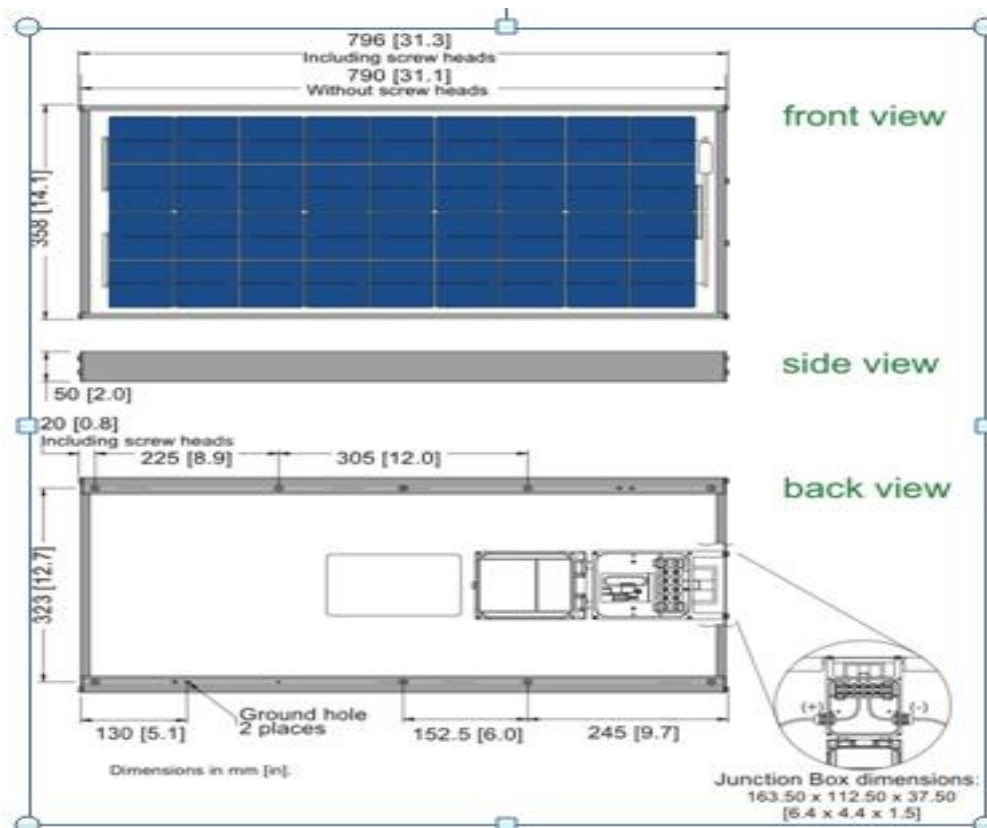 796 [31.3]
Including screw heads
790 [31.1]
Without screw heads
front view
358 [14.1]
side view
50 [2.0]
20 [0.8]
Including screw heads
225 [8.9]
305 [12.0]
back view
323 [12.7]
Ground hole
2 places
130 [5.1]
152.5 [6.0]
245 [9.7]
(+)
(-)
Dimensions in mm [in].
Junction Box dimensions:
163.50 x 112.50 x 37.50
[6.4 x 4.4 x 1.5]